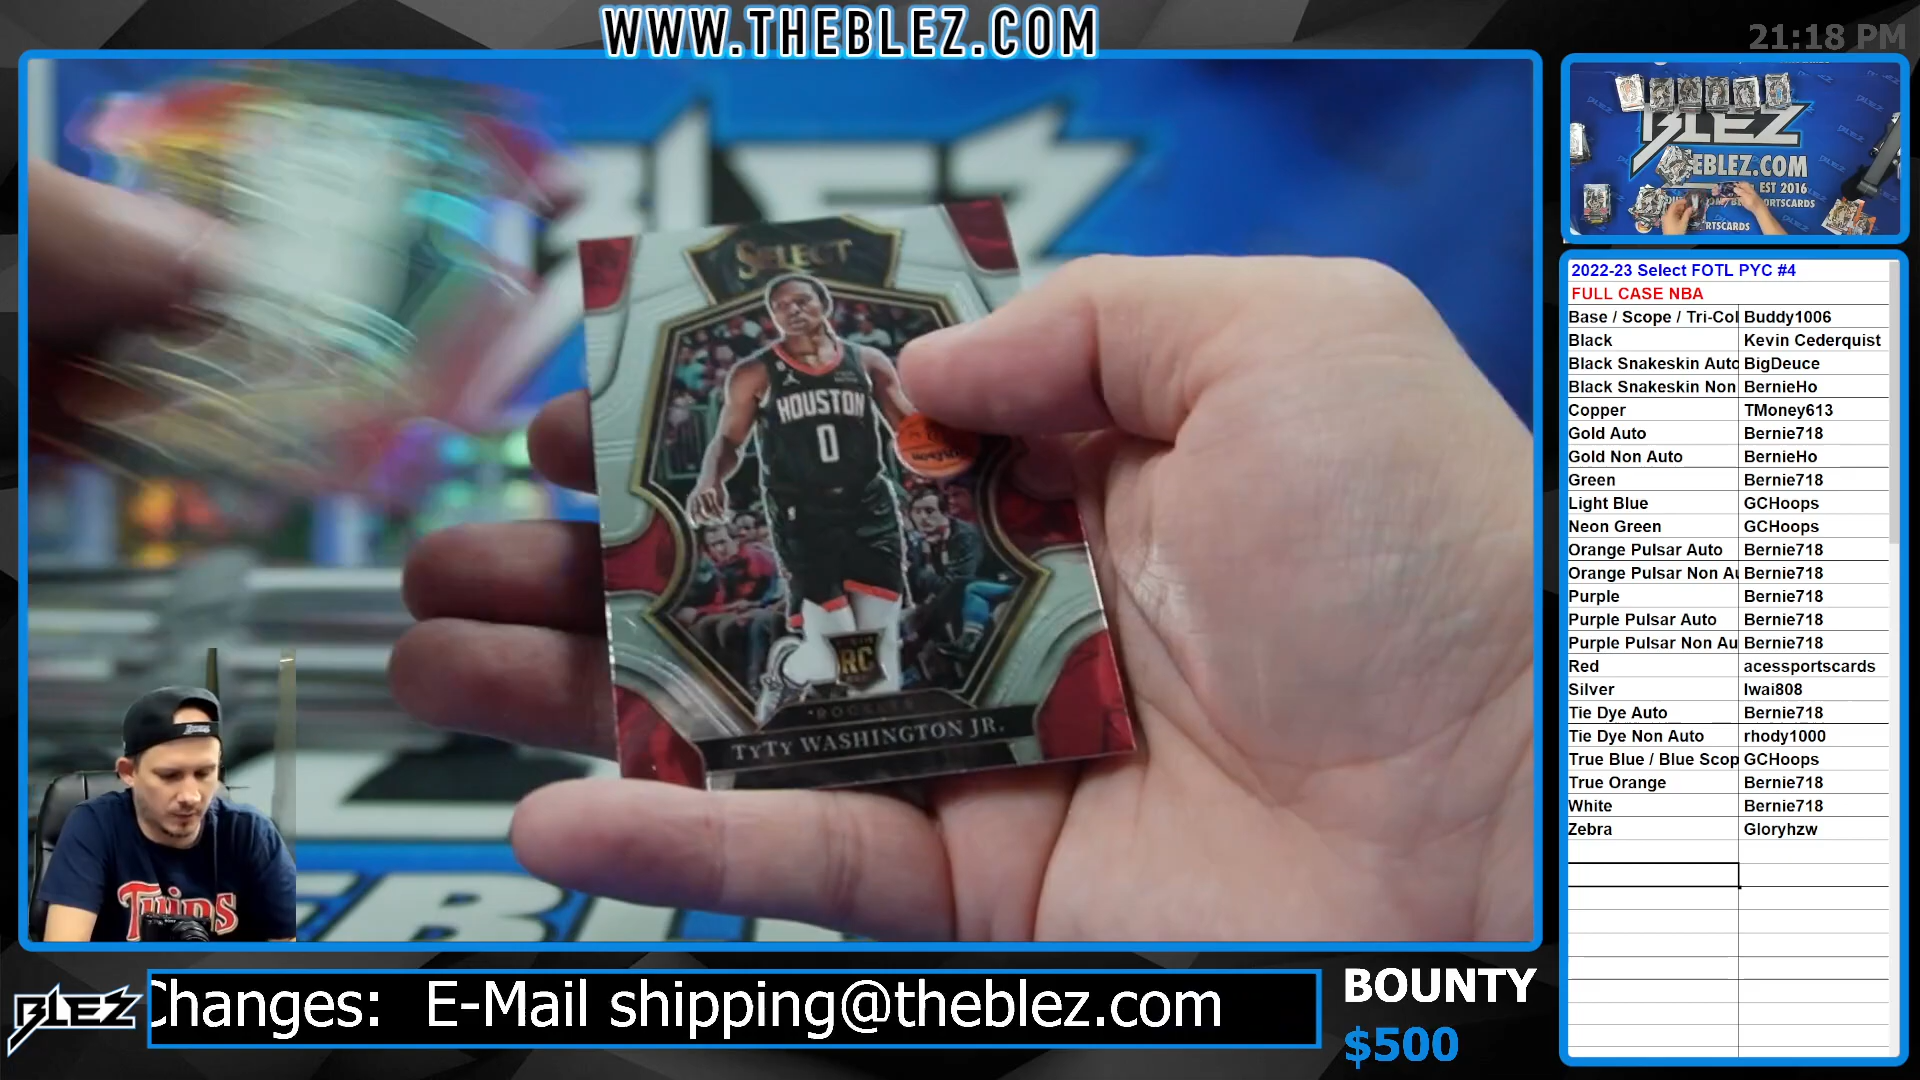 WWW.THEBLEZ.COM
21:18 PM
SELECT
HOUSTON
0
RC
ROCKETS
TYTY WASHINGTON JR.
Twins
BLEZ
THEBLEZ.COM
EST 2016
2022-23 Select FOTL PYC #4
FULL CASE NBA
Base / Scope / Tri-Col Buddy1006
Black Kevin Cederquist
Black Snakeskin Auto BigDeuce
Black Snakeskin Non BernieHo
Copper TMoney613
Gold Auto Bernie718
Gold Non Auto BernieHo
Green Bernie718
Light Blue GCHoops
Neon Green GCHoops
Orange Pulsar Auto Bernie718
Orange Pulsar Non Au Bernie718
Purple Bernie718
Purple Pulsar Auto Bernie718
Purple Pulsar Non Au Bernie718
Red acessportscards
Silver Iwai808
Tie Dye Auto Bernie718
Tie Dye Non Auto rhody1000
True Blue / Blue Scop GCHoops
True Orange Bernie718
White Bernie718
Zebra Gloryhzw
BLEZ
Changes: E-Mail shipping@theblez.com
BOUNTY
$500